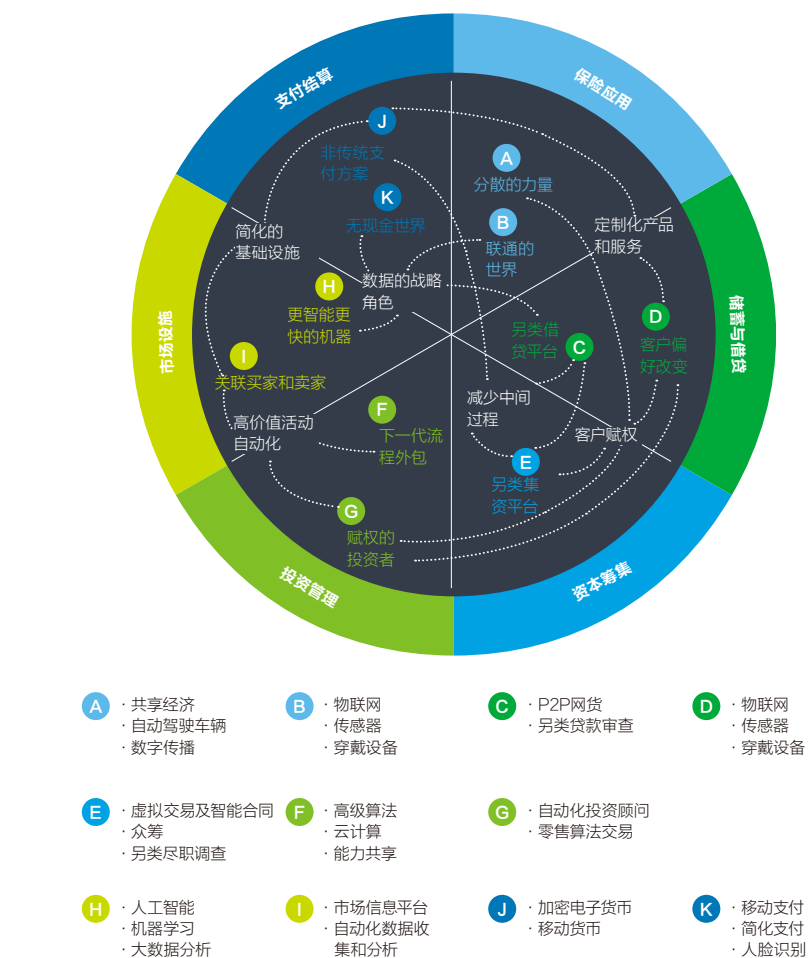 支付结算
保险应用
储蓄与借贷
资本筹集
投资管理
市场设施
J
非传统支
付方案
K
无现金世界
A
分散的力量
B
联通的
世界
定制化产品
和服务
简化的
基础设施
数据的战略
角色
H
更智能更
快的机器
I
关联买家和卖家
另类借
贷平台
C
D
客户偏
好改变
高价值活动
自动化
F
下一代流
程外包
减少中间
过程
客户赋权
E
另类集
资平台
G
赋权的
投资者
A
· 共享经济
· 自动驾驶车辆
· 数字传播
B
· 物联网
· 传感器
· 穿戴设备
C
· P2P网货
· 另类贷款审查
D
· 物联网
· 传感器
· 穿戴设备
E
· 虚拟交易及智能合同
· 众筹
· 另类尽职调查
F
· 高级算法
· 云计算
· 能力共享
G
· 自动化投资顾问
· 零售算法交易
H
· 人工智能
· 机器学习
· 大数据分析
I
· 市场信息平台
· 自动化数据收
集和分析
J
· 加密电子货币
· 移动货币
K
· 移动支付
· 简化支付
· 人脸识别